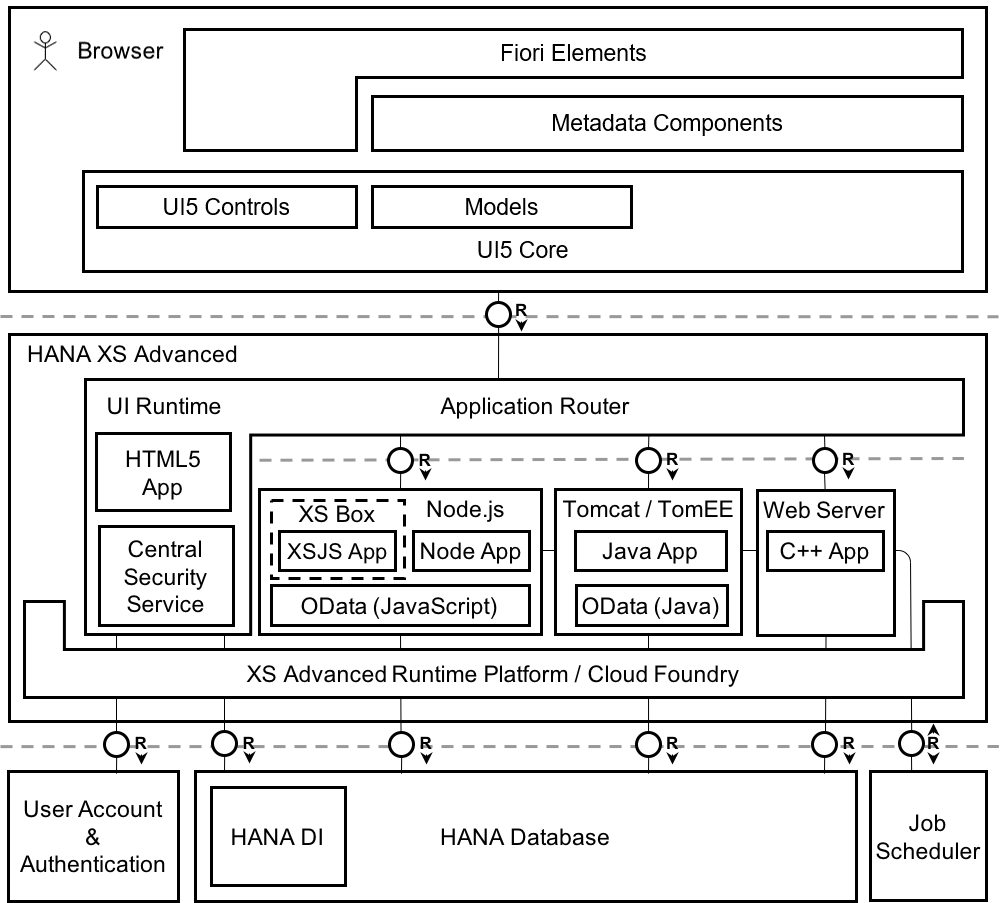 Browser
Fiori Elements
Metadata Components
UI5 Controls
Models
UI5 Core
R
HANA XS Advanced
UI Runtime
Application Router
HTML5
App
R
R
R
XS Box
Node.js
XSJS App
Node App
OData (JavaScript)
Tomcat / TomEE
Java App
OData (Java)
Web Server
C++ App
Central
Security
Service
XS Advanced Runtime Platform / Cloud Foundry
R
R
R
R
R
R
User Account
&
Authentication
HANA DI
HANA Database
Job
Scheduler